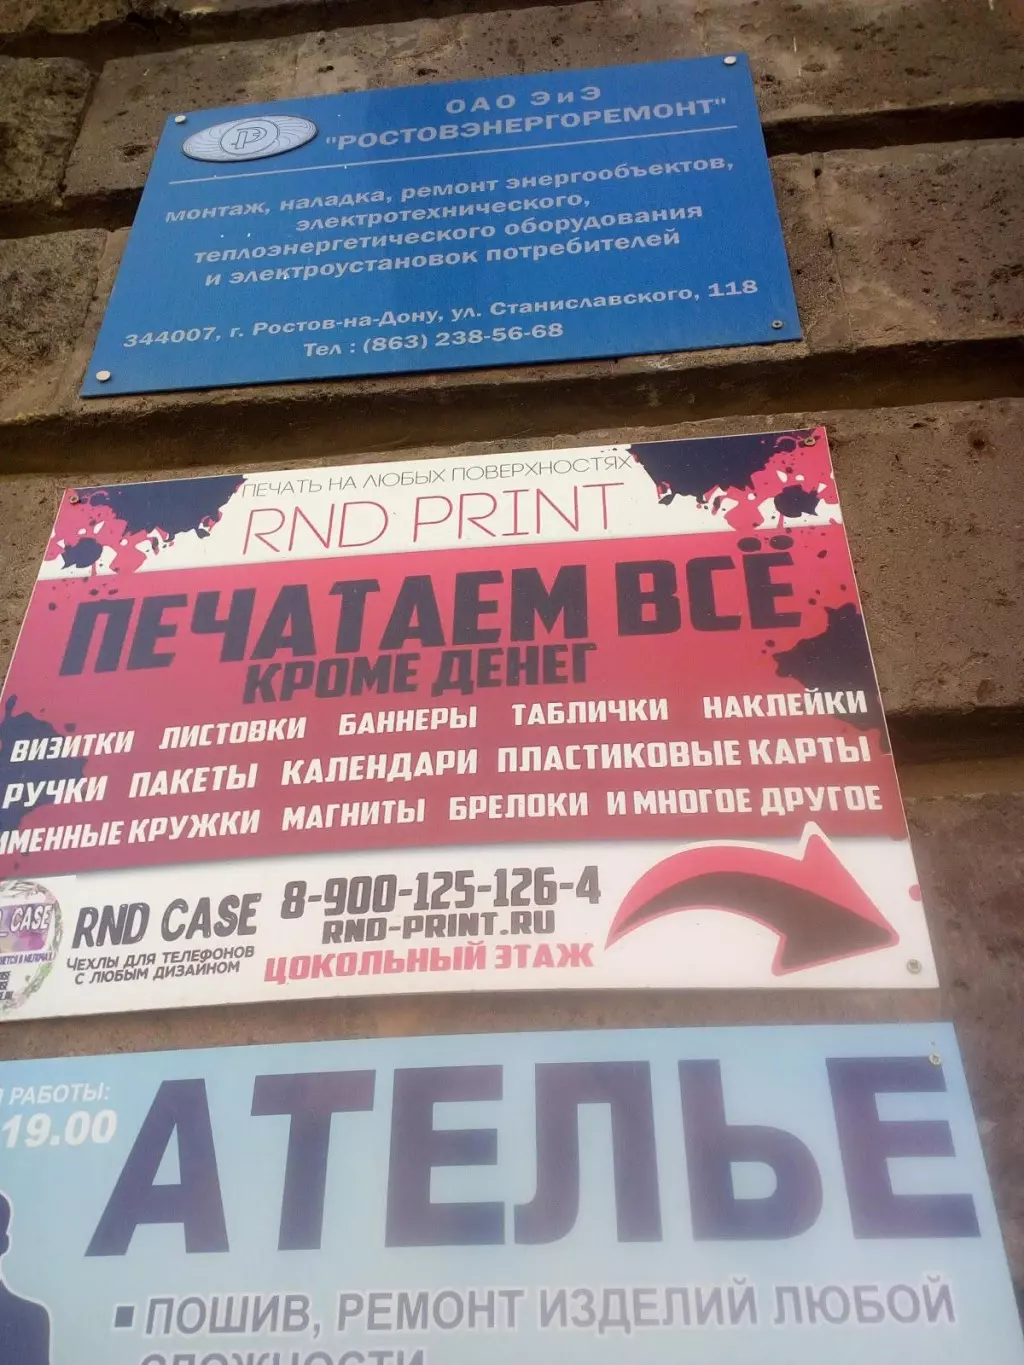 ОАО ЭиЭ
"РОСТОВЭНЕРГОРЕМОНТ"
монтаж, наладка, ремонт энергообъектов,
электротехнического,
теплоэнергетического оборудования
и электроустановок потребителей
344007, г. Ростов-на-Дону, ул. Станиславского, 118
Тел : (863) 238-56-68
ПЕЧАТЬ НА ЛЮБЫХ ПОВЕРХНОСТЯХ
RND PRINT
ПЕЧАТАЕМ ВСЁ
КРОМЕ ДЕНЕГ
ВИЗИТКИ ЛИСТОВКИ БАННЕРЫ ТАБЛИЧКИ НАКЛЕЙКИ
РУЧКИ ПАКЕТЫ КАЛЕНДАРИ ПЛАСТИКОВЫЕ КАРТЫ
ИМЕННЫЕ КРУЖКИ МАГНИТЫ БРЕЛОКИ И МНОГОЕ ДРУГОЕ
CASE
RND CASE
ЧЕХЛЫ ДЛЯ ТЕЛЕФОНОВ
С ЛЮБЫМ ДИЗАЙНОМ
8-900-125-126-4
RND-PRINT.RU
ЦОКОЛЬНЫЙ ЭТАЖ
РАБОТЫ:
19.00
АТЕЛЬЕ
▪ ПОШИВ, РЕМОНТ ИЗДЕЛИЙ ЛЮБОЙ
СЛОЖНОСТИ